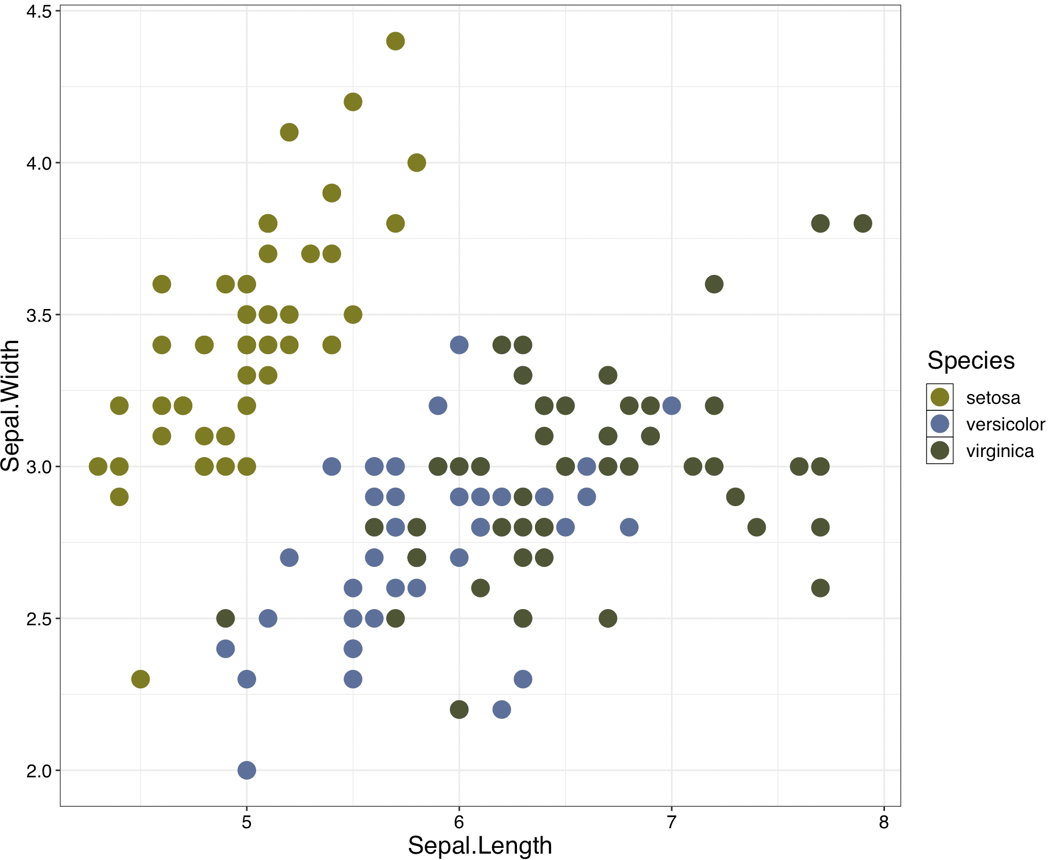 4.5
4.0
3.5
3.0
2.5
2.0
Sepal.Width
5 6 7 8
Sepal.Length
Species
setosa
versicolor
virginica